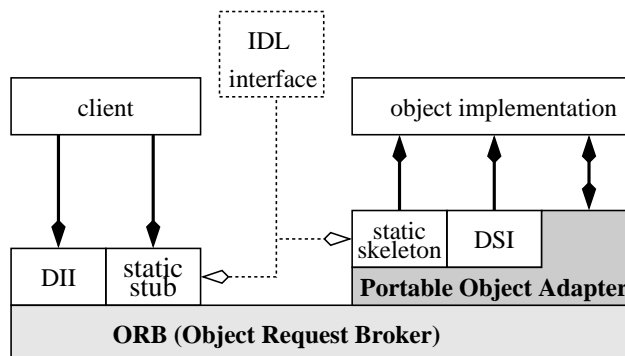 IDL
interface
client
object implementation
static
skeleton
DSI
DII
static
stub
Portable Object Adapter
ORB (Object Request Broker)